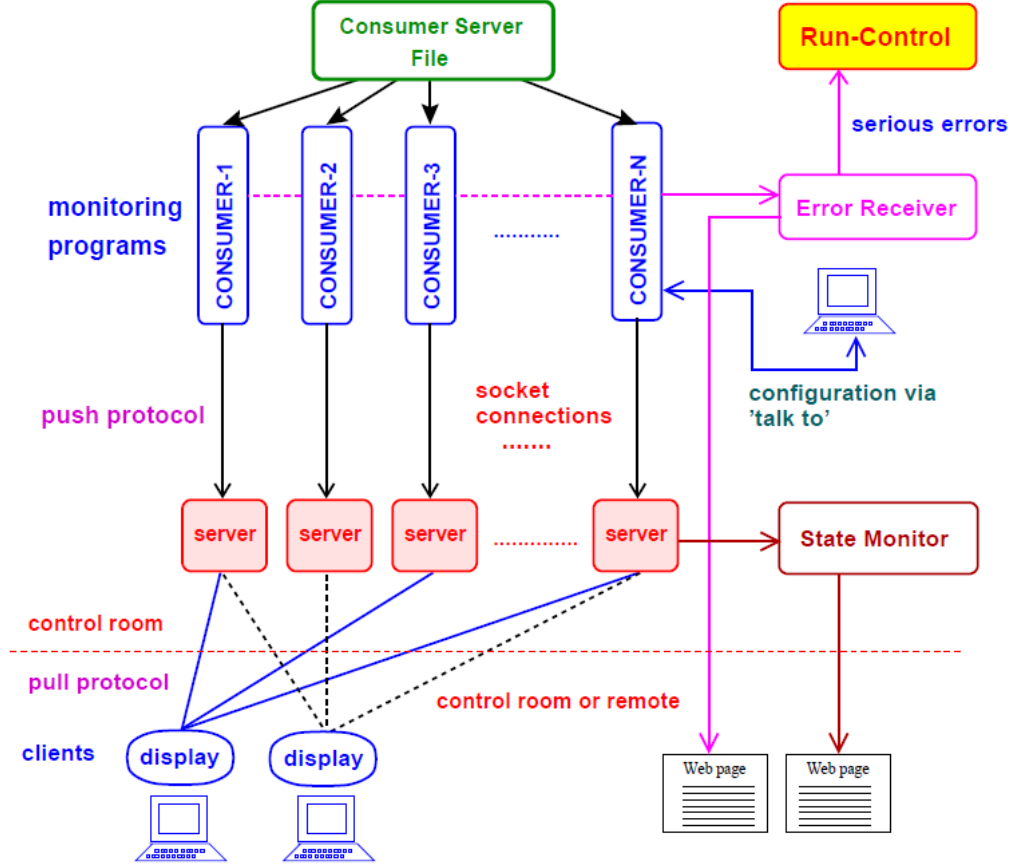 Consumer Server
File
Run-Control
serious errors
CONSUMER-1
CONSUMER-2
CONSUMER-3
CONSUMER-N
monitoring
programs
...........
Error Receiver
push protocol
socket
connections
.......
configuration via
'talk to'
server
server
server
..............
server
State Monitor
control room
pull protocol
control room or remote
clients
display
display
Web page
Web page